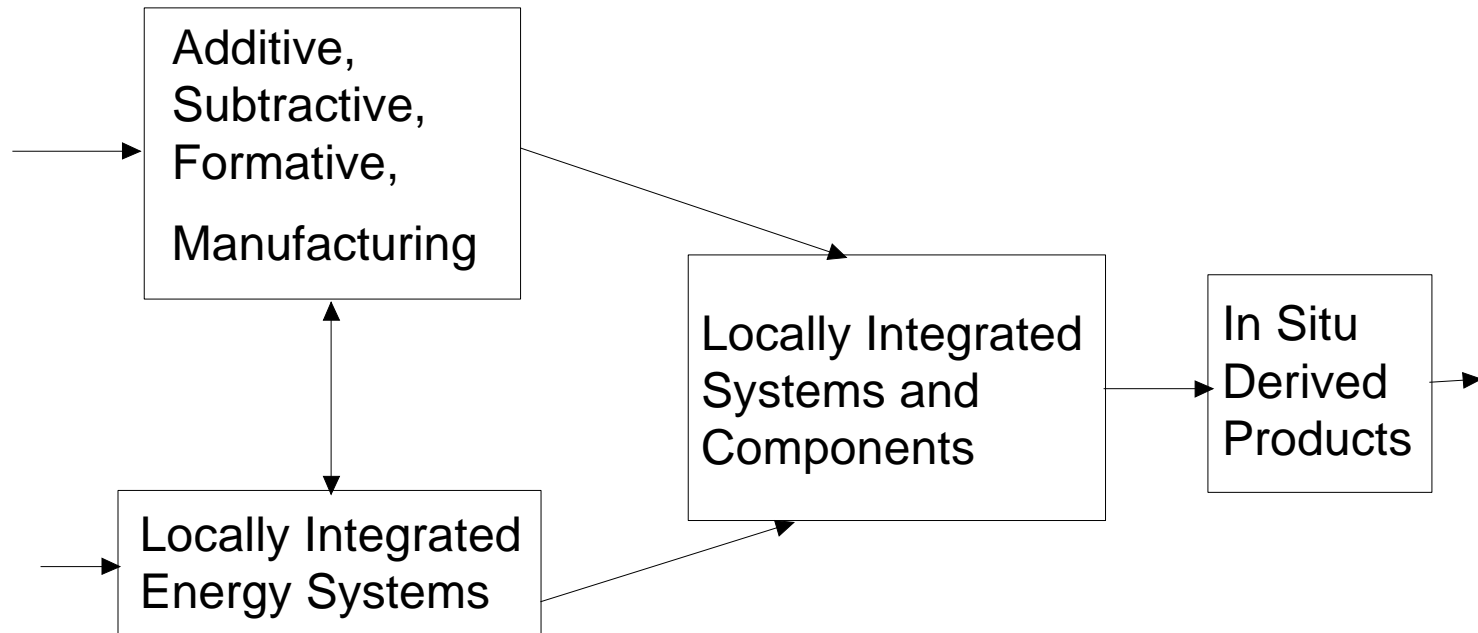 Additive,
Subtractive,
Formative,
Manufacturing
Locally Integrated
Energy Systems
Locally Integrated
Systems and
Components
In Situ
Derived
Products